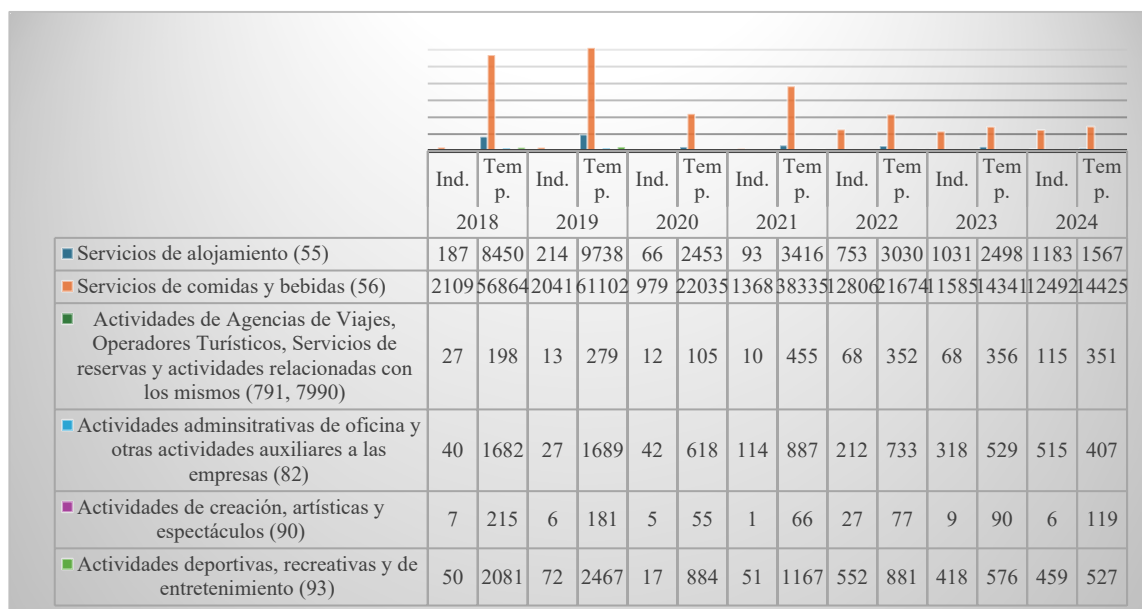 Ind. Tem p. Ind. Tem p. Ind. Tem p. Ind. Tem p. Ind. Tem p. Ind. Tem p. Ind. Tem p.
2018 2019 2020 2021 2022 2023 2024
Servicios de alojamiento (55) 187 8450 214 9738 66 2453 93 3416 753 3030 1031 2498 1183 1567
Servicios de comidas y bebidas (56) 2109 56864 2041 61102 979 22035 1368 38335 12806 21674 11585 14341 12492 14425
Actividades de Agencias de Viajes,
Operadores Turísticos, Servicios de
reservas y actividades relacionadas con
los mismos (791, 7990)
27 198 13 279 12 105 10 455 68 352 68 356 115 351
Actividades adminsitrativas de oficina y
otras actividades auxiliares a las
empresas (82)
40 1682 27 1689 42 618 114 887 212 733 318 529 515 407
Actividades de creación, artísticas y
espectáculos (90)
7 215 6 181 5 55 1 66 27 77 9 90 6 119
Actividades deportivas, recreativas y de
entretenimiento (93)
50 2081 72 2467 17 884 51 1167 552 881 418 576 459 527